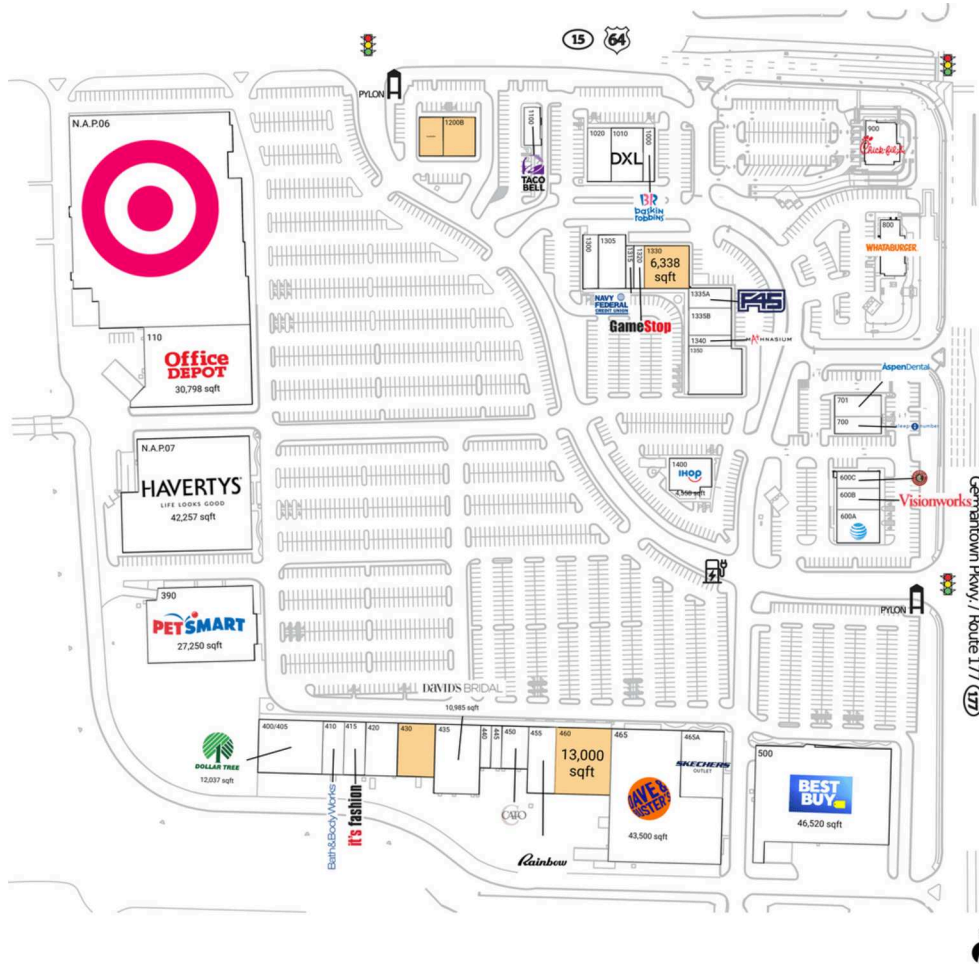 15
64
PYLON
N.A.P.06
1200B
1100
TACO
BELL
1020
1010
1000
DXL
BR
baskin
robbins
900
Chick-fil-A
800
WHATABURGER
1300
1305
1315
1320
1330
6,338
sqft
NAVY
FEDERAL
CREDIT UNION
GameStop
1335A
F45
1335B
1340
MATHNASIUM
1350
110
Office
DEPOT
30,798 sqft
AspenDental
701
700
sleep number
N.A.P.07
HAVERTYS
LIFE LOOKS GOOD
42,257 sqft
1400
IHOP
4,550 sqft
600C
600B
Visionworks
600A
AT&T
Germantown Pkwy./Route 177
177
390
PETSMART
27,250 sqft
PYLON
DAVID'S BRIDAL
10,985 sqft
400/405
410
415
420
430
435
440
445
450
455
460
465
465A
13,000
sqft
DOLLAR TREE
12,037 sqft
Bath&BodyWorks
it's fashion
CATO
Rainbow
DAVE &
BUSTER'S
43,500 sqft
SKECHERS
OUTLET
500
BEST
BUY
46,520 sqft